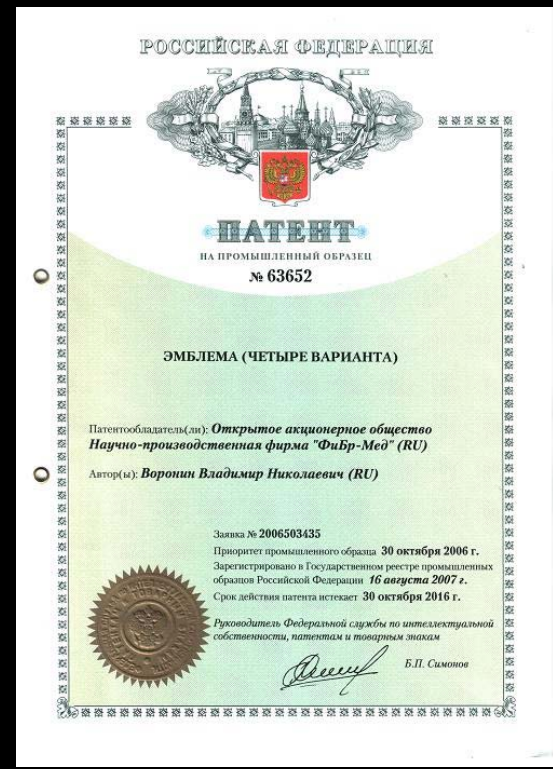 РОССИЙСКАЯ ФЕДЕРАЦИЯ
ПАТЕНТ
НА ПРОМЫШЛЕННЫЙ ОБРАЗЕЦ
№ 63652
ЭМБЛЕМА (ЧЕТЫРЕ ВАРИАНТА)
Патентообладатель(ли): Открытое акционерное общество
Научно-производственная фирма "ФиБр-Мед" (RU)
Автор(ы): Воронин Владимир Николаевич (RU)
Заявка № 2006503435
Приоритет промышленного образца 30 октября 2006 г.
Зарегистрировано в Государственном реестре промышленных
образцов Российской Федерации 16 августа 2007 г.
Срок действия патента истекает 30 октября 2016 г.
Руководитель Федеральной службы по интеллектуальной
собственности, патентам и товарным знакам
Б.П. Симонов